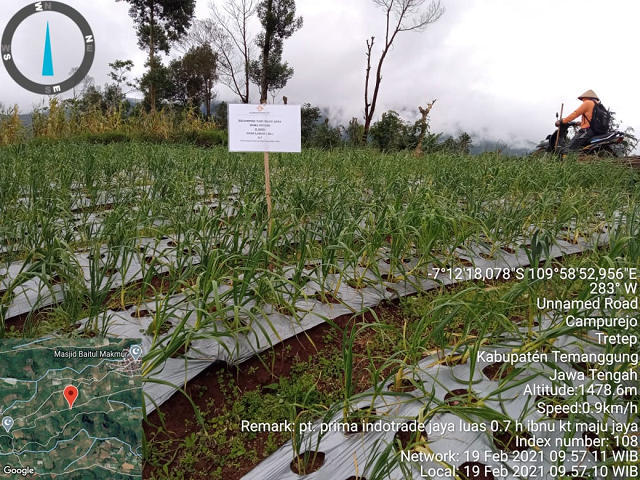 Masjid Baitul Makmur
Google
-7°12'18,078"S 109°58'52,956"E
283° W
Unnamed Road
Campurejo
Tretep
Kabupaten Temanggung
Jawa Tengah
Altitude:1478.6m
Speed:0.9km/h
Remark: pt. prima indotrade jaya luas 0.7 h ibnu kt maju jaya
Index number: 108
Network: 19 Feb 2021 09.57.11 WIB
Local: 19 Feb 2021 09.57.10 WIB